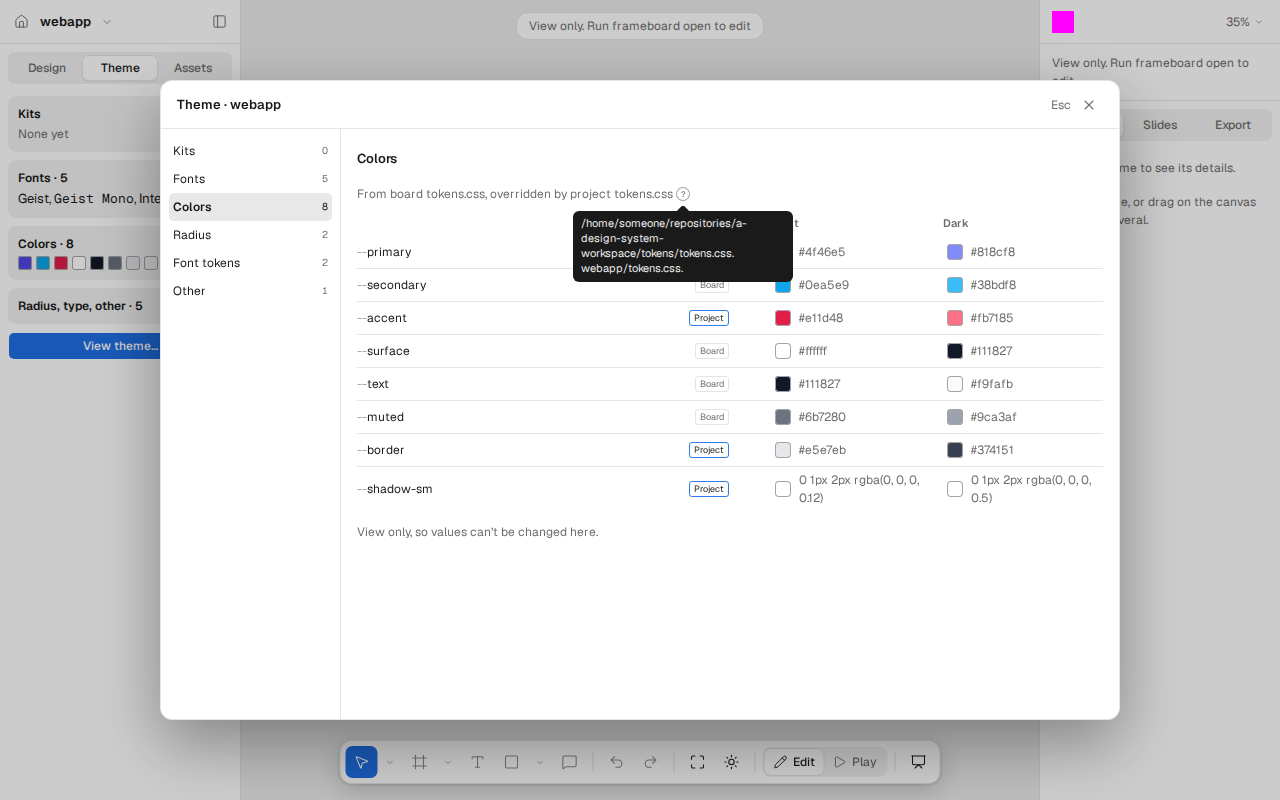 webapp
View only. Run frameboard open to edit
35%
View only. Run frameboard open to
Design
Theme
Assets
Slides
Export
Kits
None yet
Fonts · 5
Geist, Geist Mono, Inte
Colors · 8
Radius, type, other · 5
View theme...
me to see its details.
e, or drag on the canvas
veral.
Theme · webapp
Esc
Kits 0
Fonts 5
Colors 8
Radius 2
Font tokens 2
Other 1
Colors
From board tokens.css, overridden by project tokens.css ?
/home/someone/repositories/a-
design-system-
workspace/tokens/tokens.css.
webapp/tokens.css.
t
Dark
--primary #4f46e5 #818cf8
--secondary Board #0ea5e9 #38bdf8
--accent Project #e11d48 #fb7185
--surface Board #ffffff #111827
--text Board #111827 #f9fafb
--muted Board #6b7280 #9ca3af
--border Project #e5e7eb #374151
--shadow-sm Project 0 1px 2px rgba(0, 0, 0, 0.12) 0 1px 2px rgba(0, 0, 0, 0.5)
View only, so values can't be changed here.
Edit
Play